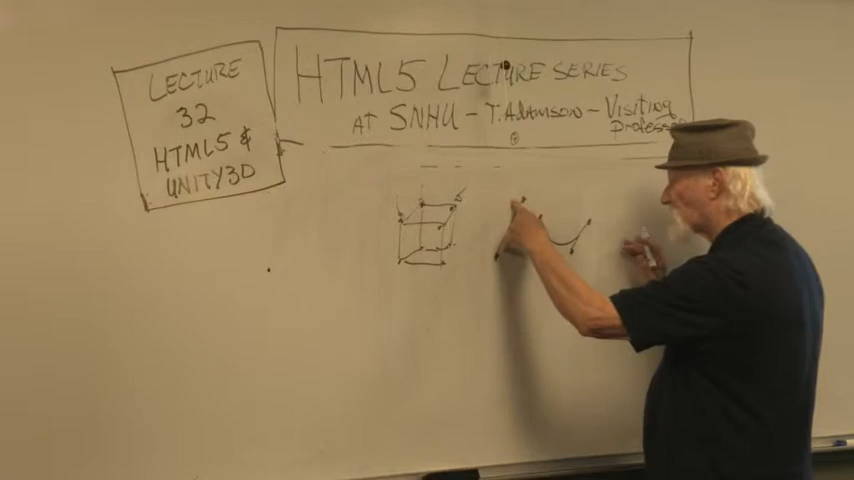 LECTURE
32
HTML5 &
UNITY3D
HTML5 LECTURE SERIES
AT SNHU - T. ADAMSON - VISITING
PROFESSOR